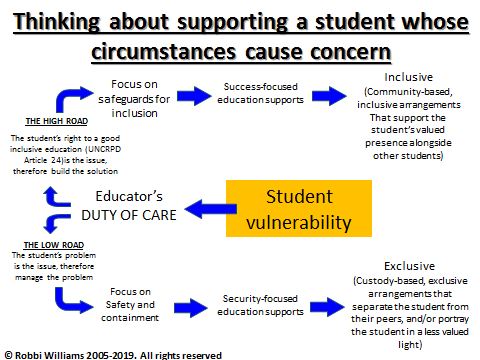 Thinking about supporting a student whose
circumstances cause concern
Focus on
safeguards for
inclusion
Success-focused
education supports
Inclusive
(Community-based,
inclusive arrangements
That support the
student's valued
presence alongside
other students)
THE HIGH ROAD
The student's right to a good
inclusive education (UNCRPD
Article 24)is the issue,
therefore build the solution
Educator's
DUTY OF CARE
Student
vulnerability
THE LOW ROAD
The student's problem
is the issue, therefore
manage the problem
Focus on
Safety and
containment
Security-focused
education supports
Exclusive
(Custody-based, exclusive
arrangements that
separate the student from
their peers, and/or portray
the student in a less valued
light)
© Robbi Williams 2005-2019. All rights reserved